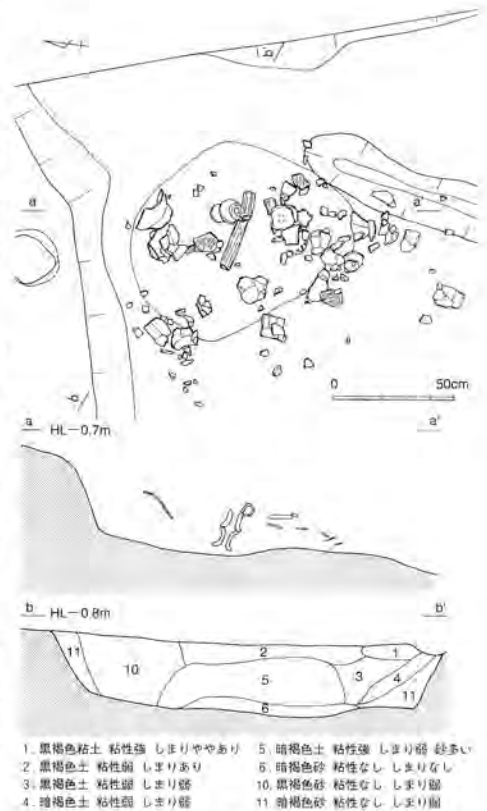 b'
a a'
b
0 50cm
a HL-0.7m a'
b HL-0.8m b'
11 10 2 5 6 3 1 4 11
1. 黒褐色粘土 粘性強 しまりややあり
2. 黒褐色土 粘性弱 しまりあり
3. 黒褐色土 粘性弱 しまり弱
4. 暗褐色土 粘性弱 しまり弱
5. 暗褐色土 粘性強 しまり弱 砂多い
6. 暗褐色砂 粘性なし しまりなし
10. 黒褐色砂 粘性なし しまり弱
11 暗褐色砂 粘性なし しまり弱